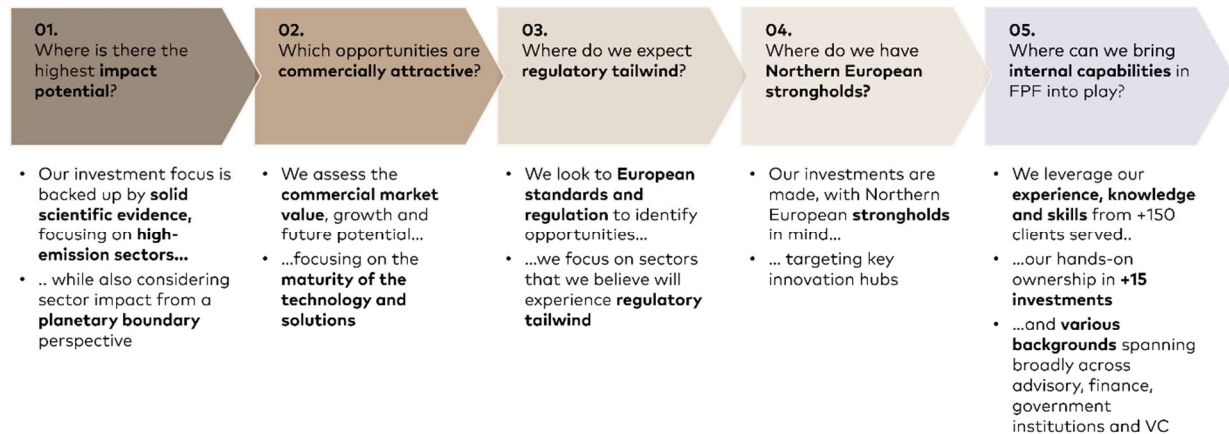 01.
Where is there the
highest impact
potential?
02.
Which opportunities are
commercially attractive?
03.
Where do we expect
regulatory tailwind?
04.
Where do we have
Northern European
strongholds?
05.
Where can we bring
internal capabilities in
FPF into play?
• Our investment focus is
backed up by solid
scientific evidence,
focusing on high-
emission sectors...
• .. while also considering
sector impact from a
planetary boundary
perspective
• We assess the
commercial market
value, growth and
future potential...
• ...focusing on the
maturity of the
technology and
solutions
• We look to European
standards and
regulation to identify
opportunities...
• ...we focus on sectors
that we believe will
experience regulatory
tailwind
• Our investments are
made, with Northern
European strongholds
in mind...
• ... targeting key
innovation hubs
• We leverage our
experience, knowledge
and skills from +150
clients served..
• ...our hands-on
ownership in +15
investments
• ...and various
backgrounds spanning
broadly across
advisory, finance,
government
institutions and VC